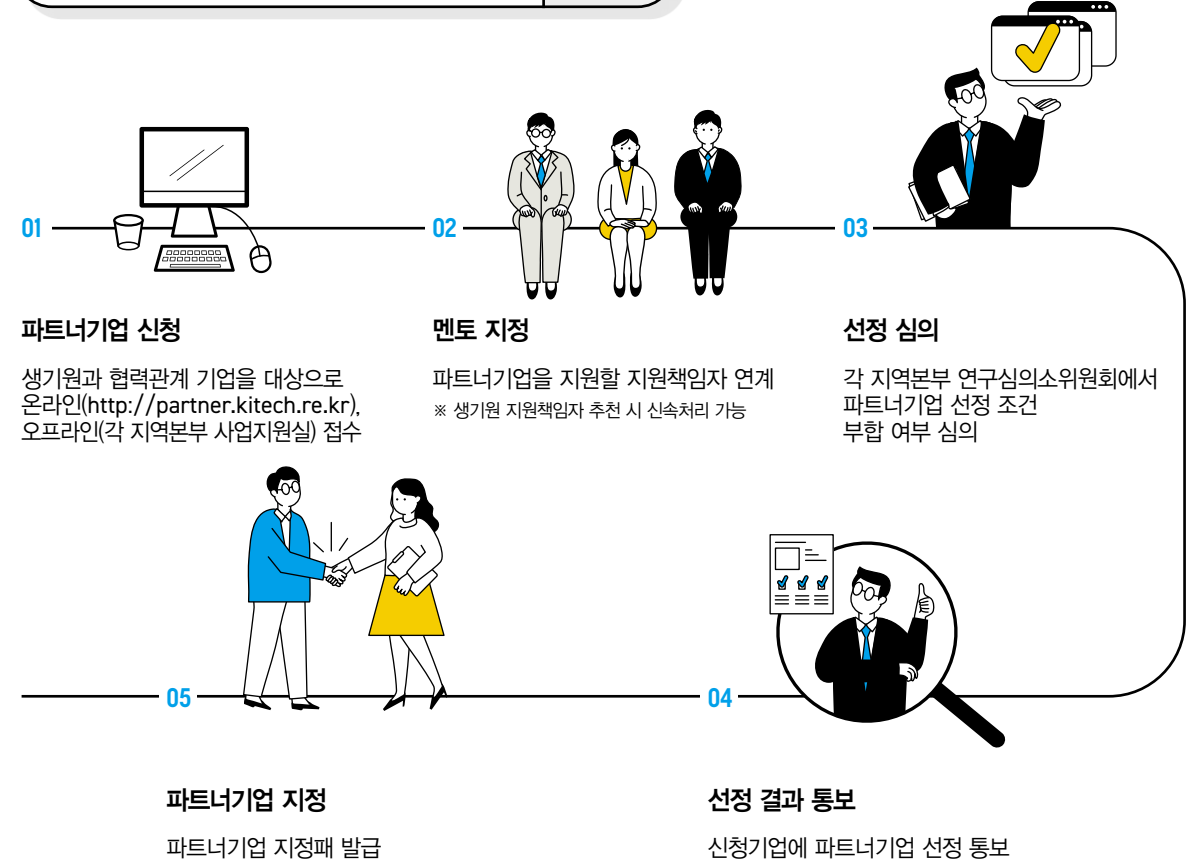 01
파트너기업 신청
생기원과 협력관계 기업을 대상으로
온라인(http://partner.kitech.re.kr),
오프라인(각 지역본부 사업지원실) 접수
02
멘토 지정
파트너기업을 지원할 지원책임자 연계
※ 생기원 지원책임자 추천 시 신속처리 가능
03
선정 심의
각 지역본부 연구심의소위원회에서
파트너기업 선정 조건
부합 여부 심의
04
선정 결과 통보
신청기업에 파트너기업 선정 통보
05
파트너기업 지정
파트너기업 지정패 발급